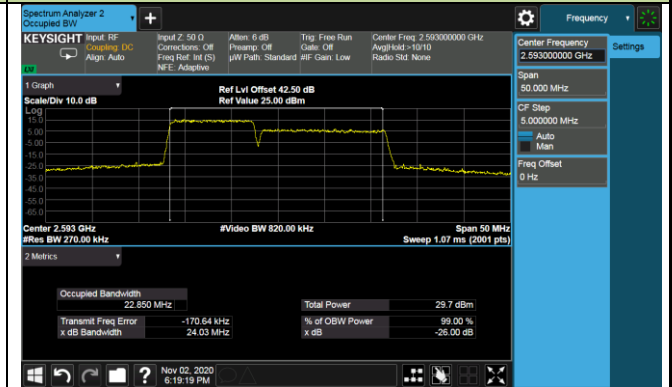 Spectrum Analyzer 2
Occupied BW
+
Frequency
KEYSIGHT
Input: RF
Coupling: DC
Align: Auto
Input Z: 50 Ω
Corrections: Off
Freq Ref: Int (S)
NFE: Adaptive
Atten: 6 dB
Preamp: Off
µW Path: Standard
Trig: Free Run
Gate: Off
#IF Gain: Low
Center Freq: 2.593000000 GHz
Avg|Hold:>10/10
Radio Std: None
Center Frequency
2.593000000 GHz
Settings
Span
50.000 MHz
CF Step
5.000000 MHz
Auto
Man
Freq Offset
0 Hz
1 Graph
Scale/Div 10.0 dB
Ref Lvl Offset 42.50 dB
Ref Value 25.00 dBm
Log
15.0
5.00
-5.00
-15.0
-25.0
-35.0
-45.0
-55.0
-65.0
Center 2.593 GHz
#Res BW 270.00 kHz
#Video BW 820.00 kHz
Span 50 MHz
Sweep 1.07 ms (2001 pts)
2 Metrics
Occupied Bandwidth
22.850 MHz
Total Power 29.7 dBm
Transmit Freq Error -170.64 kHz
% of OBW Power 99.00 %
x dB Bandwidth 24.03 MHz
x dB -26.00 dB
?
Nov 02, 2020
6:19:19 PM